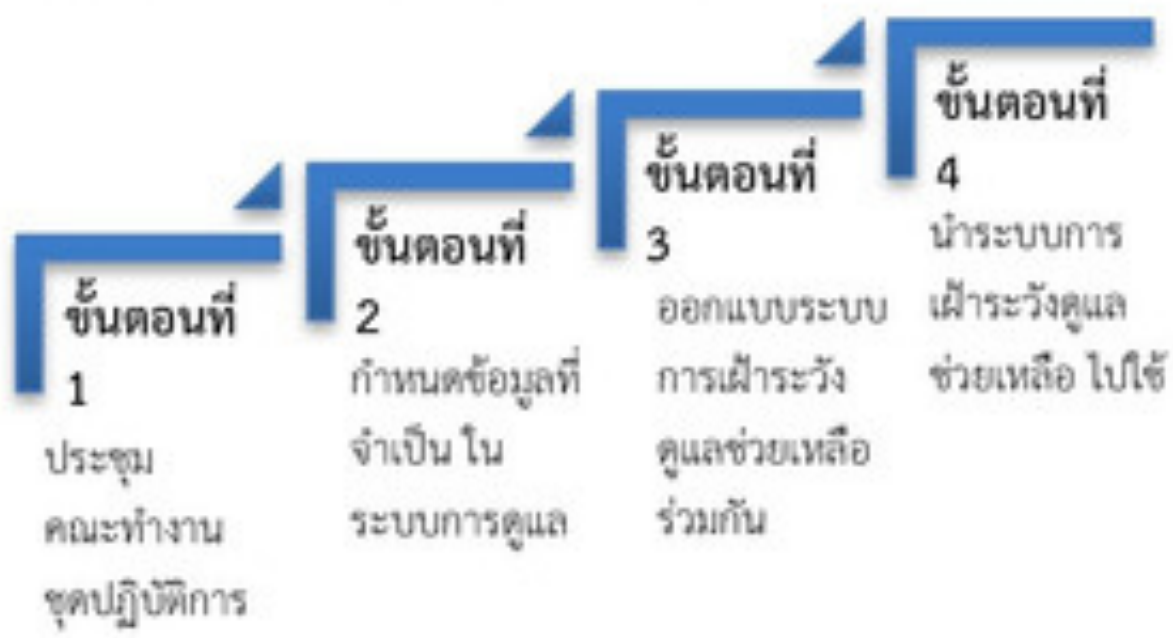 ขั้นตอนที่
1
ประชุม
คณะทำงาน
ชุดปฏิบัติการ
ขั้นตอนที่
2
กำหนดข้อมูลที่
จำเป็น ใน
ระบบการดูแล
ขั้นตอนที่
3
ออกแบบระบบ
การเฝ้าระวัง
ดูแลช่วยเหลือ
ร่วมกัน
ขั้นตอนที่
4
นำระบบการ
เฝ้าระวังดูแล
ช่วยเหลือ ไปใช้